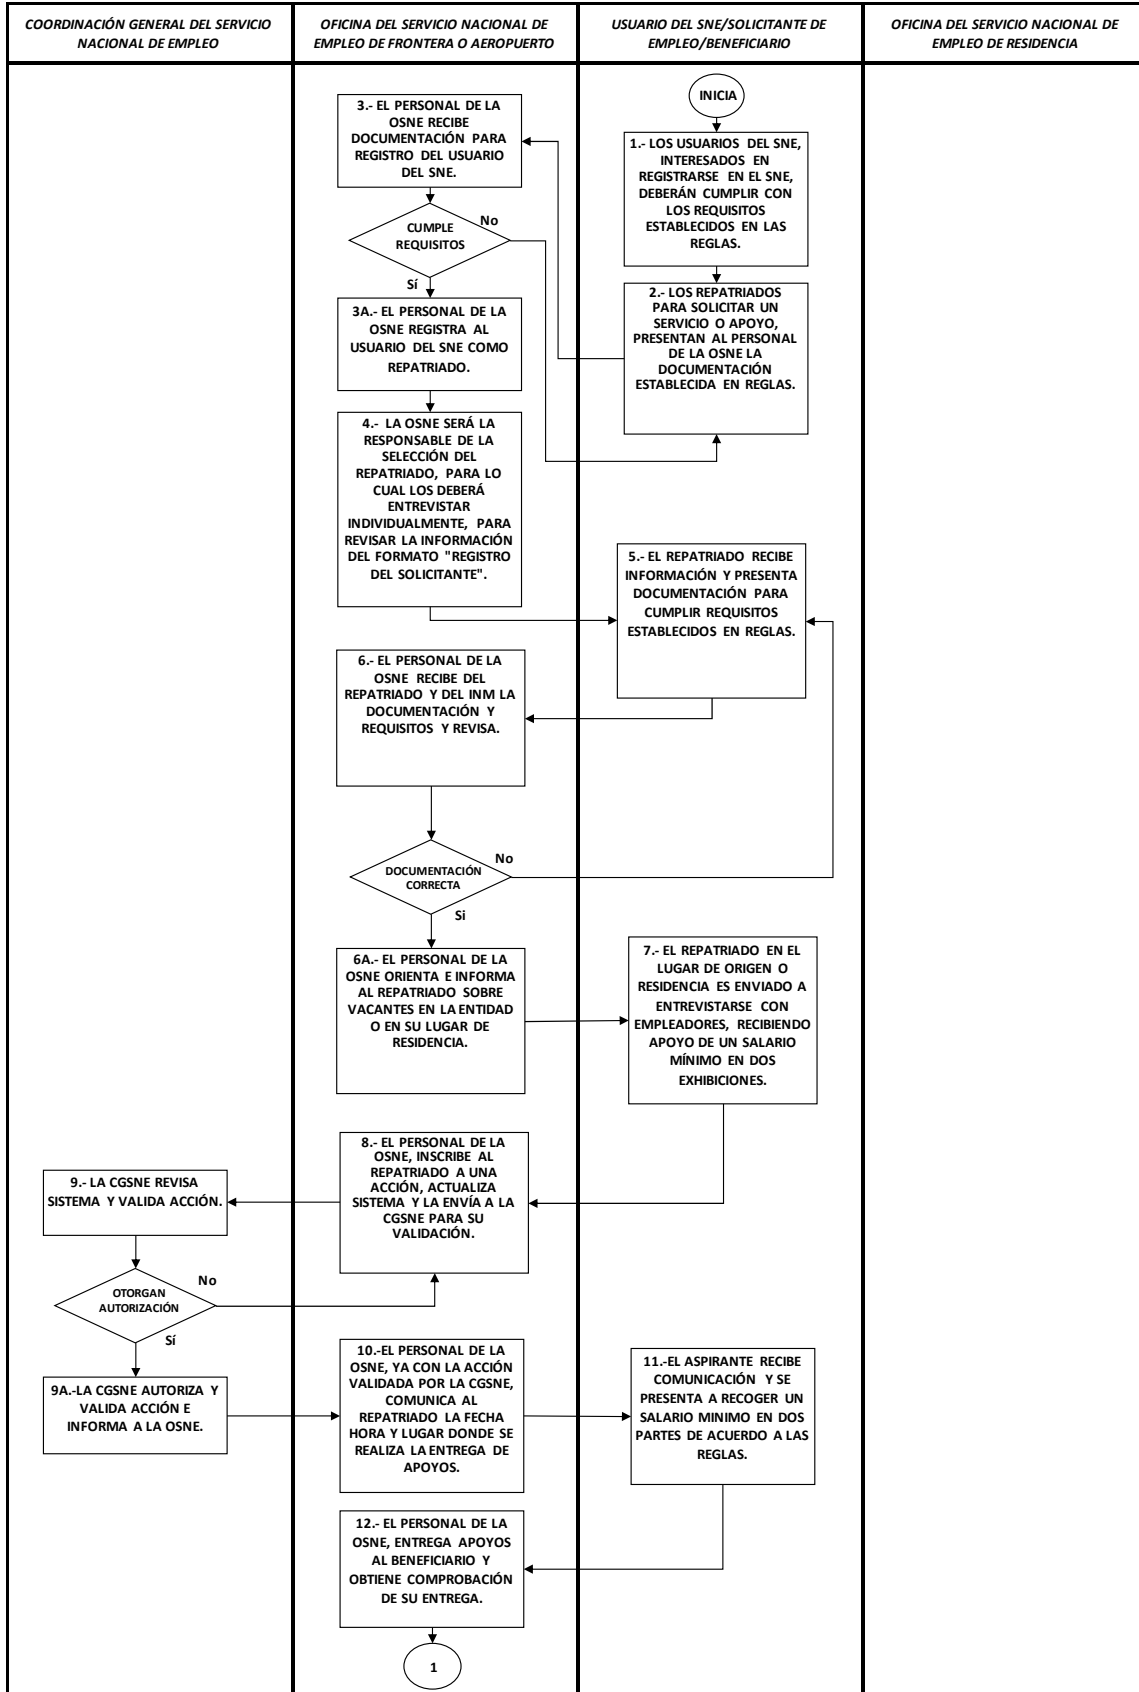 COORDINACIÓN GENERAL DEL SERVICIO
NACIONAL DE EMPLEO
OFICINA DEL SERVICIO NACIONAL DE
EMPLEO DE FRONTERA O AEROPUERTO
USUARIO DEL SNE/SOLICITANTE DE
EMPLEO/BENEFICIARIO
OFICINA DEL SERVICIO NACIONAL DE
EMPLEO DE RESIDENCIA
INICIA
1.- LOS USUARIOS DEL SNE,
INTERESADOS EN
REGISTRARSE EN EL SNE,
DEBERÁN CUMPLIR CON
LOS REQUISITOS
ESTABLECIDOS EN LAS
REGLAS.
2.- LOS REPATRIADOS
PARA SOLICITAR UN
SERVICIO O APOYO,
PRESENTAN AL PERSONAL
DE LA OSNE LA
DOCUMENTACIÓN
ESTABLECIDA EN REGLAS.
3.- EL PERSONAL DE LA
OSNE RECIBE
DOCUMENTACIÓN PARA
REGISTRO DEL USUARIO
DEL SNE.
CUMPLE
REQUISITOS
No
Sí
3A.- EL PERSONAL DE LA
OSNE REGISTRA AL
USUARIO DEL SNE COMO
REPATRIADO.
4.- LA OSNE SERÁ LA
RESPONSABLE DE LA
SELECCIÓN DEL
REPATRIADO, PARA LO
CUAL LOS DEBERÁ
ENTREVISTAR
INDIVIDUALMENTE, PARA
REVISAR LA INFORMACIÓN
DEL FORMATO "REGISTRO
DEL SOLICITANTE".
5.- EL REPATRIADO RECIBE
INFORMACIÓN Y PRESENTA
DOCUMENTACIÓN PARA
CUMPLIR REQUISITOS
ESTABLECIDOS EN REGLAS.
6.- EL PERSONAL DE LA
OSNE RECIBE DEL
REPATRIADO Y DEL INM LA
DOCUMENTACIÓN Y
REQUISITOS Y REVISA.
DOCUMENTACIÓN
CORRECTA
No
Si
6A.- EL PERSONAL DE LA
OSNE ORIENTA E INFORMA
AL REPATRIADO SOBRE
VACANTES EN LA ENTIDAD
O EN SU LUGAR DE
RESIDENCIA.
7.- EL REPATRIADO EN EL
LUGAR DE ORIGEN O
RESIDENCIA ES ENVIADO A
ENTREVISTARSE CON
EMPLEADORES, RECIBIENDO
APOYO DE UN SALARIO
MÍNIMO EN DOS
EXHIBICIONES.
8.- EL PERSONAL DE LA
OSNE, INSCRIBE AL
REPATRIADO A UNA
ACCIÓN, ACTUALIZA
SISTEMA Y LA ENVÍA A LA
CGSNE PARA SU
VALIDACIÓN.
9.- LA CGSNE REVISA
SISTEMA Y VALIDA ACCIÓN.
OTORGAN
AUTORIZACIÓN
No
Sí
9A.-LA CGSNE AUTORIZA Y
VALIDA ACCIÓN E
INFORMA A LA OSNE.
10.-EL PERSONAL DE LA
OSNE, YA CON LA ACCIÓN
VALIDADA POR LA CGSNE,
COMUNICA AL
REPATRIADO LA FECHA
HORA Y LUGAR DONDE SE
REALIZA LA ENTREGA DE
APOYOS.
11.-EL ASPIRANTE RECIBE
COMUNICACIÓN Y SE
PRESENTA A RECOGER UN
SALARIO MINIMO EN DOS
PARTES DE ACUERDO A LAS
REGLAS.
12.- EL PERSONAL DE LA
OSNE, ENTREGA APOYOS
AL BENEFICIARIO Y
OBTIENE COMPROBACIÓN
DE SU ENTREGA.
1